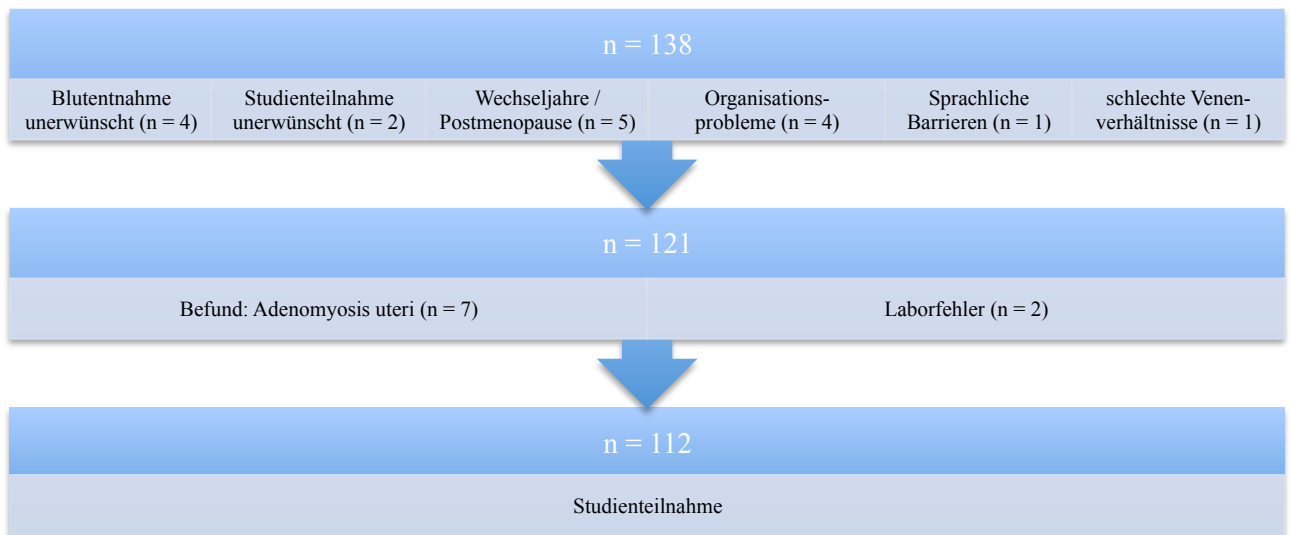 n = 138
Blutentnahme
unerwünscht (n = 4)
Studienteilnahme
unerwünscht (n = 2)
Wechseljahre /
Postmenopause (n = 5)
Organisations-
probleme (n = 4)
Sprachliche
Barrieren (n = 1)
schlechte Venen-
verhältnisse (n = 1)
n = 121
Befund: Adenomyosis uteri (n = 7)
Laborfehler (n = 2)
n = 112
Studienteilnahme